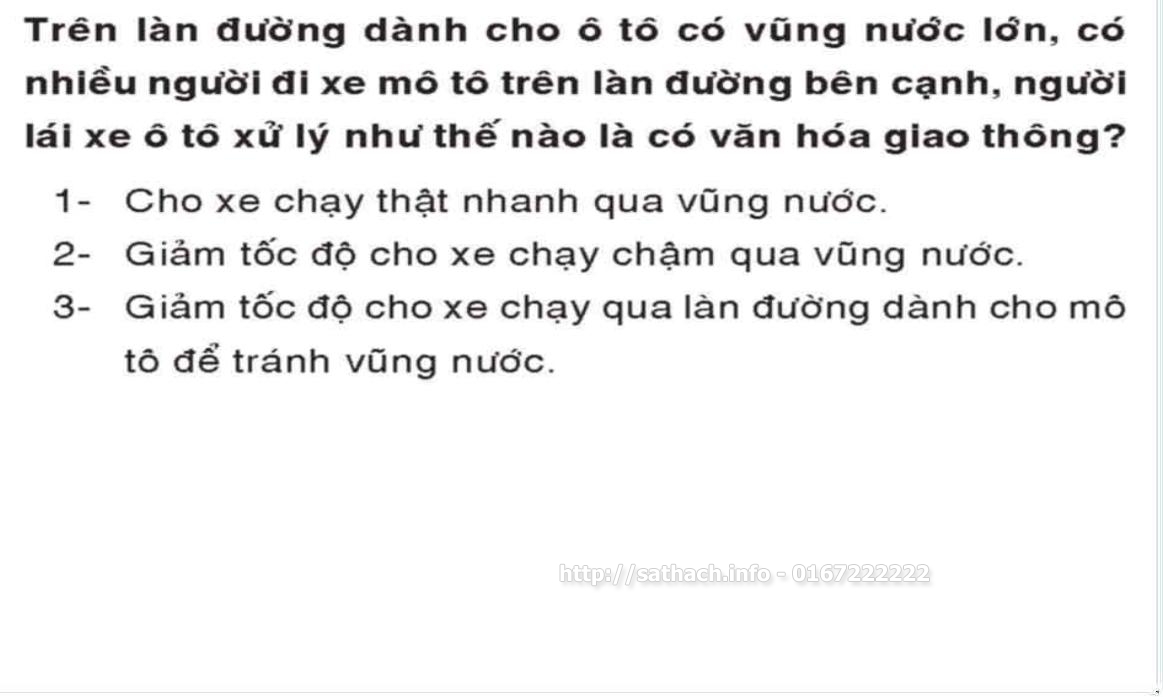 Trên làn đường dành cho ô tô có vũng nước lớn, có
nhiều người đi xe mô tô trên làn đường bên cạnh, người
lái xe ô tô xử lý như thế nào là có văn hóa giao thông?
1- Cho xe chạy thật nhanh qua vũng nước.
2- Giảm tốc độ cho xe chạy chậm qua vũng nước.
3- Giảm tốc độ cho xe chạy qua làn đường dành cho mô
tô để tránh vũng nước.
http://sathach.info - 0167222222